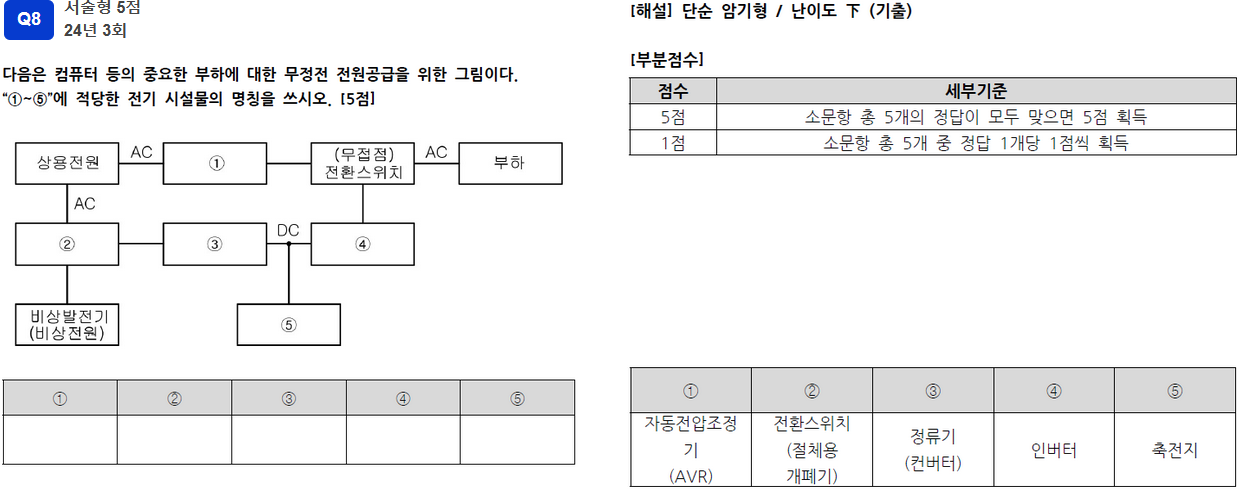 Q8
서술형 5점
24년 3회
다음은 컴퓨터 등의 중요한 부하에 대한 무정전 전원공급을 위한 그림이다.
“①~⑤”에 적당한 전기 시설물의 명칭을 쓰시오. [5점]
상용전원 AC ① (무접점) 전환스위치 AC 부하
AC
② ③ DC ④
비상발전기
(비상전원)
⑤
① ② ③ ④ ⑤
[해설] 단순 암기형 / 난이도 下 (기출)
[부분점수]
점수 세부기준
5점 소문항 총 5개의 정답이 모두 맞으면 5점 획득
1점 소문항 총 5개 중 정답 1개당 1점씩 획득
① ② ③ ④ ⑤
자동전압조정
기
(AVR)
전환스위치
(절체용
개폐기)
정류기
(컨버터)
인버터
축전지